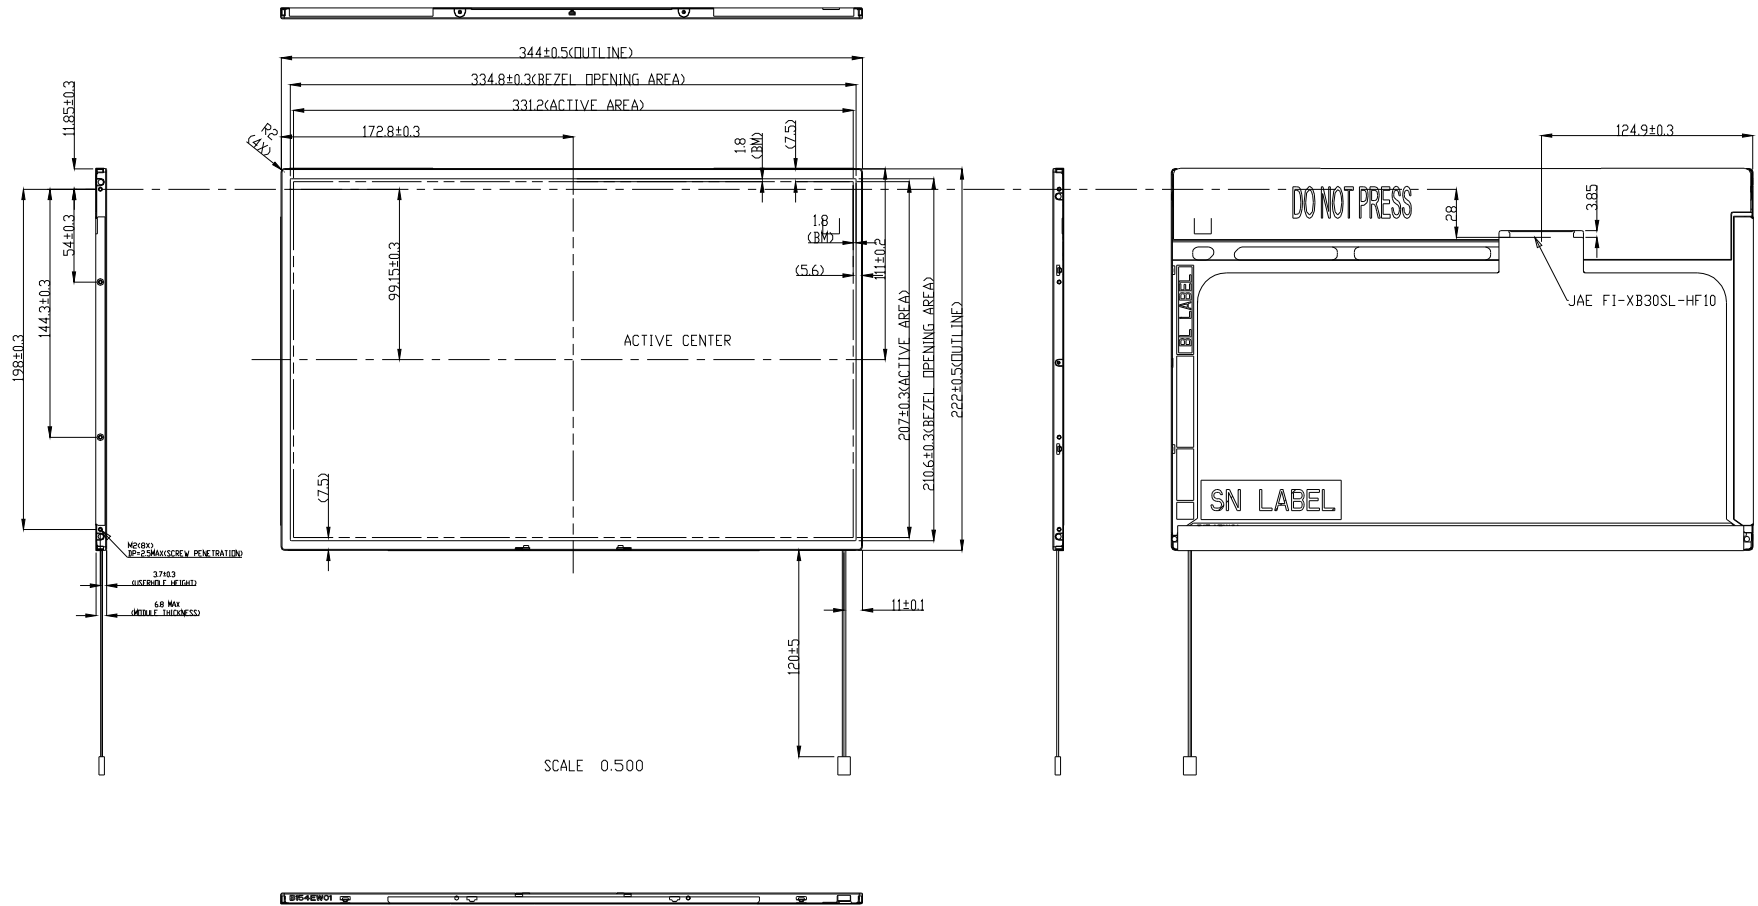 344±0.5(OUTLINE)
334.8±0.3(BEZEL OPENING AREA)
331.2(ACTIVE AREA)
172.8±0.3
R2
(4X)
1.8
(BM)
(7.5)
11.85±0.3
54±0.3
144.3±0.3
198±0.3
99.15±0.3
1.8
(BM)
(5.6)
111±0.2
ACTIVE CENTER
207±0.3(ACTIVE AREA)
210.6±0.3(BEZEL OPENING AREA)
222±0.5(OUTLINE)
(7.5)
M2(8X)
DP=2.5MAX(SCREW PENETRATION)
3.7±0.3
(USERHOLE HEIGHT)
6.8 MAX
(MODULE THICKNESS)
11±0.1
120±5
SCALE 0.500
124.9±0.3
DO NOT PRESS
28
3.85
JAE FI-XB30SL-HF10
BL LABEL
SN LABEL
B154EW01